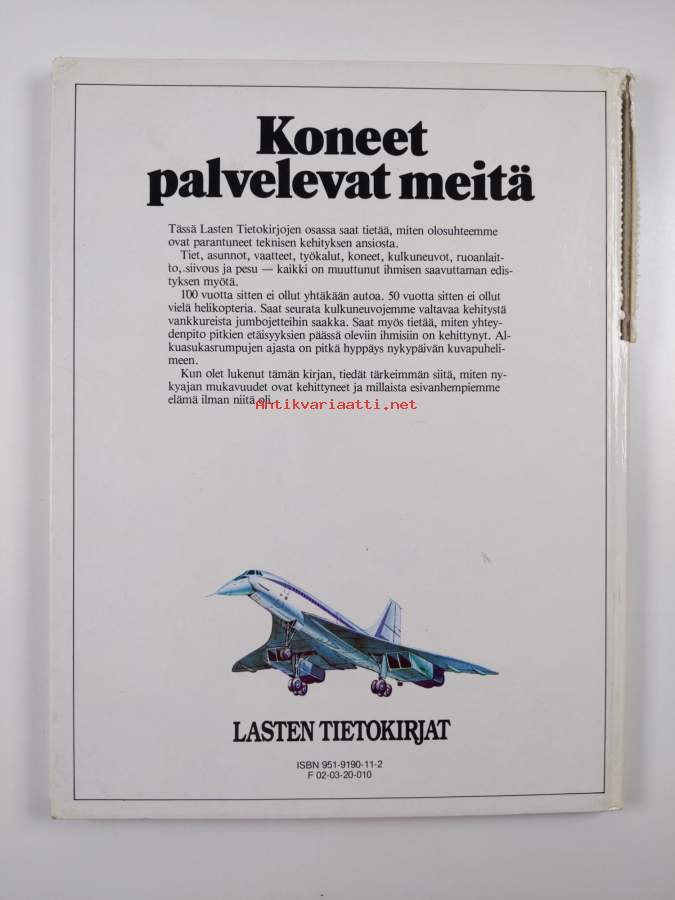 Koneet
palvelevat meitä
Tässä Lasten Tietokirjojen osassa saat tietää, miten olosuhteemme
ovat parantuneet teknisen kehityksen ansiosta.
Tiet, asunnot, vaatteet, työkalut, koneet, kulkuneuvot, ruoanlait-
to, siivous ja pesu — kaikki on muuttunut ihmisen saavuttaman edis-
tyksen myötä.
100 vuotta sitten ei ollut yhtäkään autoa. 50 vuotta sitten ei ollut
vielä helikopteria. Saat seurata kulkuneuvojemme valtavaa kehitystä
vankkureista jumbojetteihin saakka. Saat myös tietää, miten yhtey-
denpito pitkien etäisyyksien päässä oleviin ihmisiin on kehittynyt. Al-
kuasukasrumpujen ajasta on pitkä hyppäys nykypäivän kuvapuheli-
meen.
Kun olet lukenut tämän kirjan, tiedät tärkeimmän siitä, miten ny-
kyajan mukavuudet ovat kehittyneet ja millaista esivanhempiemme
elämä ilman niitä oli.
Antikvariaatti.net
LASTEN TIETOKIRJAT
ISBN 951-9190-11-2
F 02-03-20-010